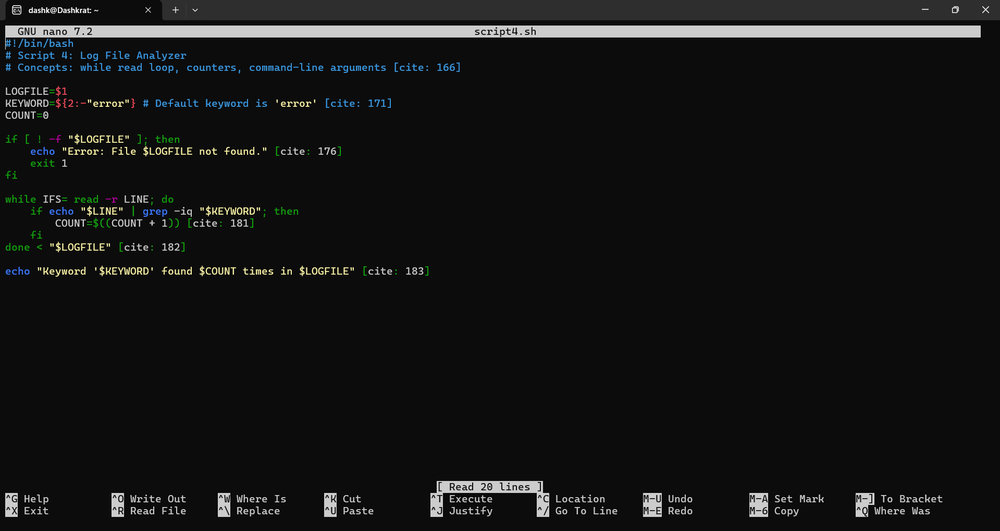 dashk@Dashkrat: ~
GNU nano 7.2 script4.sh
#!/bin/bash
# Script 4: Log File Analyzer
# Concepts: while read loop, counters, command-line arguments [cite: 166]
LOGFILE=$1
KEYWORD=${2:-"error"} # Default keyword is 'error' [cite: 171]
COUNT=0
if [ ! -f "$LOGFILE" ]; then
    echo "Error: File $LOGFILE not found." [cite: 176]
    exit 1
fi
while IFS= read -r LINE; do
    if echo "$LINE" | grep -iq "$KEYWORD"; then
        COUNT=$((COUNT + 1)) [cite: 181]
    fi
done < "$LOGFILE" [cite: 182]
echo "Keyword '$KEYWORD' found $COUNT times in $LOGFILE" [cite: 183]
[ Read 20 lines ]
^G Help ^O Write Out ^W Where Is ^K Cut ^T Execute ^C Location M-U Undo M-A Set Mark M-] To Bracket
^X Exit ^R Read File ^\ Replace ^U Paste ^J Justify ^/ Go To Line M-E Redo M-6 Copy ^Q Where Was